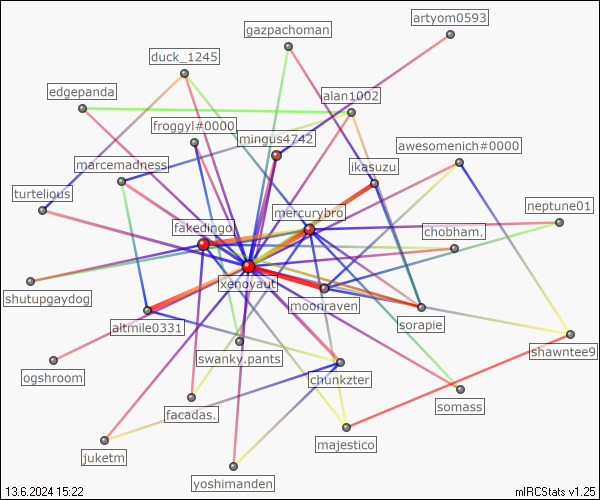 artyom0593
gazpachoman
duck_1245
edgepanda
alan1002
froggyl#0000
mingus4742
awesomenich#0000
marcemadness
ikasuzu
turtelious
neptune01
mercurybro
fakedingo.
chobham.
xenoyaut
shutupgaydog
moonraven
altmile0331
sorapie
swanky.pants
shawntee9
ogshroom
chunkzter
somass
facadas.
majestico
juketm
yoshimanden
13.6.2024 15:22
mIRCStats v1.25